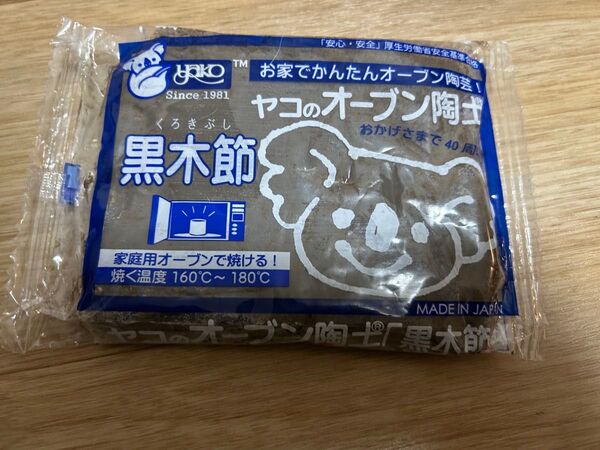 「安心・安全」厚生労働省安全基準合格
yako™
Since 1981
お家でかんたんオーブン陶芸！
ヤコのオーブン陶土
おかげさまで40周
くろきぶし
黒木節
家庭用オーブンで焼ける！
焼く温度 160℃〜180℃
MADE IN JAPAN
ヤコのオーブン陶土®「黒木節